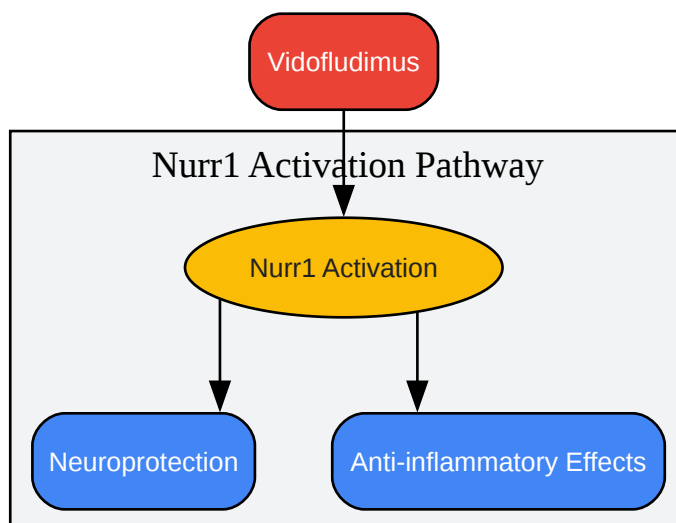 Vidofludimus
Nurr1 Activation Pathway
Nurr1 Activation
Neuroprotection
Anti-inflammatory Effects